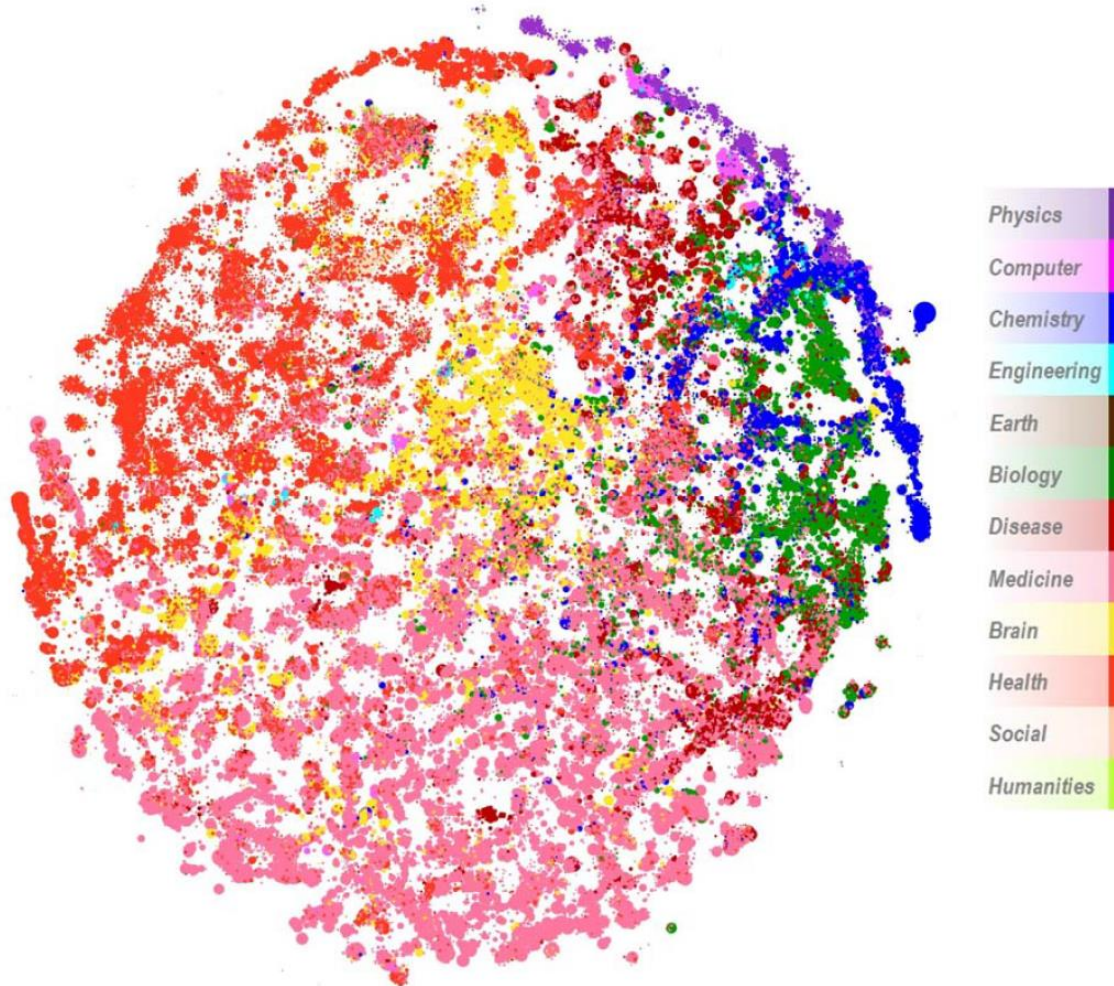 Physics
Computer
Chemistry
Engineering
Earth
Biology
Disease
Medicine
Brain
Health
Social
Humanities